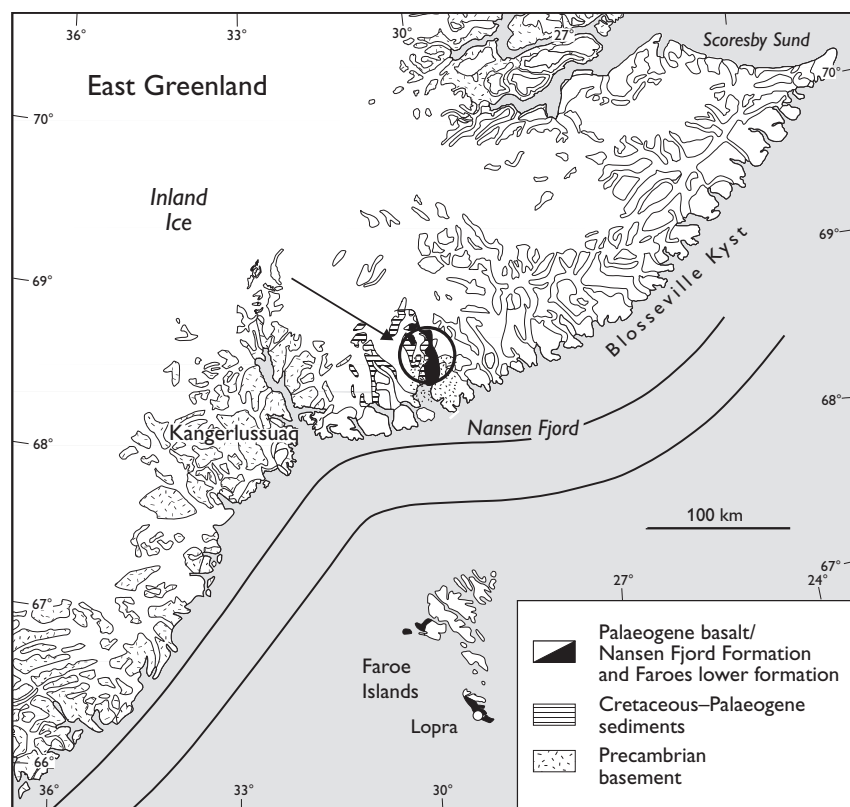 36°
33°
30°
27°
Scoresby Sund
70°
East Greenland
70°
Inland
Ice
69°
69°
Blosseville Kyst
68°
Nansen Fjord
Kangerlussuaq
68°
100 km
67°
27°
24°
67°
Faroe
Islands
Lopra
66°
36°
33°
30°
Palaeogene basalt/
Nansen Fjord Formation
and Faroes lower formation
Cretaceous–Palaeogene
sediments
Precambrian
basement